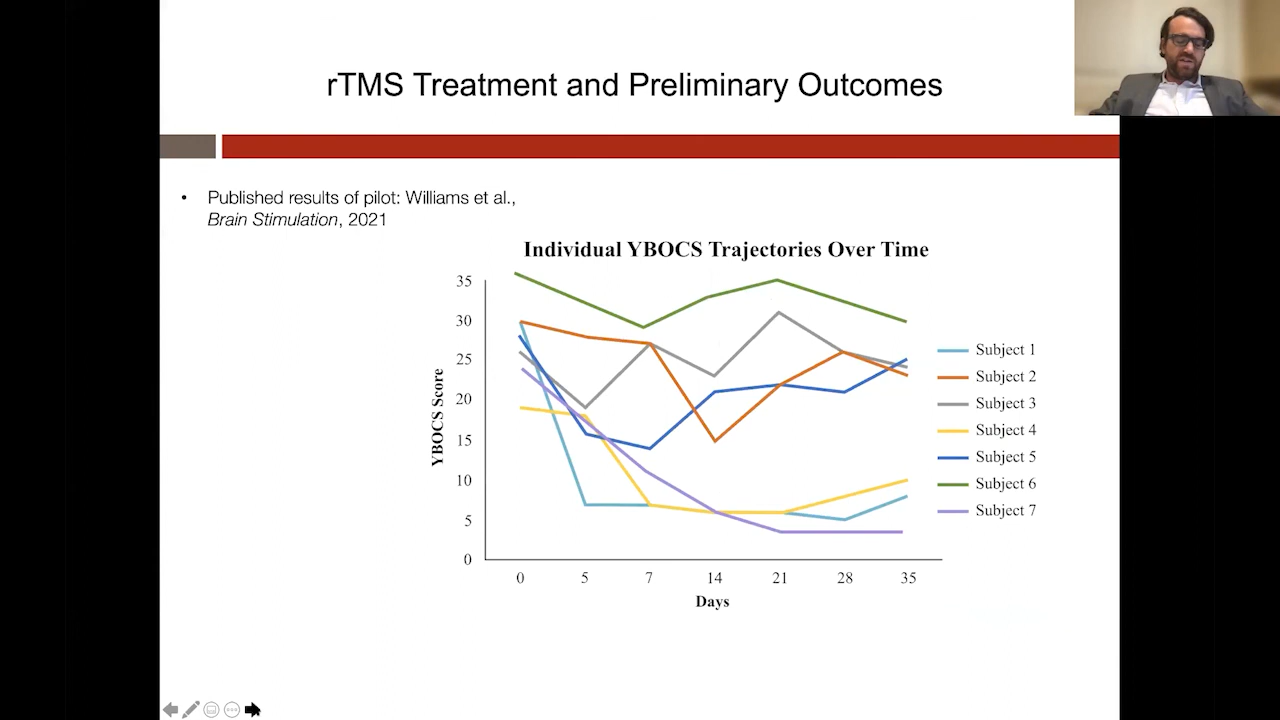 rTMS Treatment and Preliminary Outcomes
• Published results of pilot: Williams et al.,
Brain Stimulation, 2021
Individual YBOCS Trajectories Over Time
YBOCS Score
35
30
25
20
15
10
5
0
0 5 7 14 21 28 35
Days
Subject 1
Subject 2
Subject 3
Subject 4
Subject 5
Subject 6
Subject 7